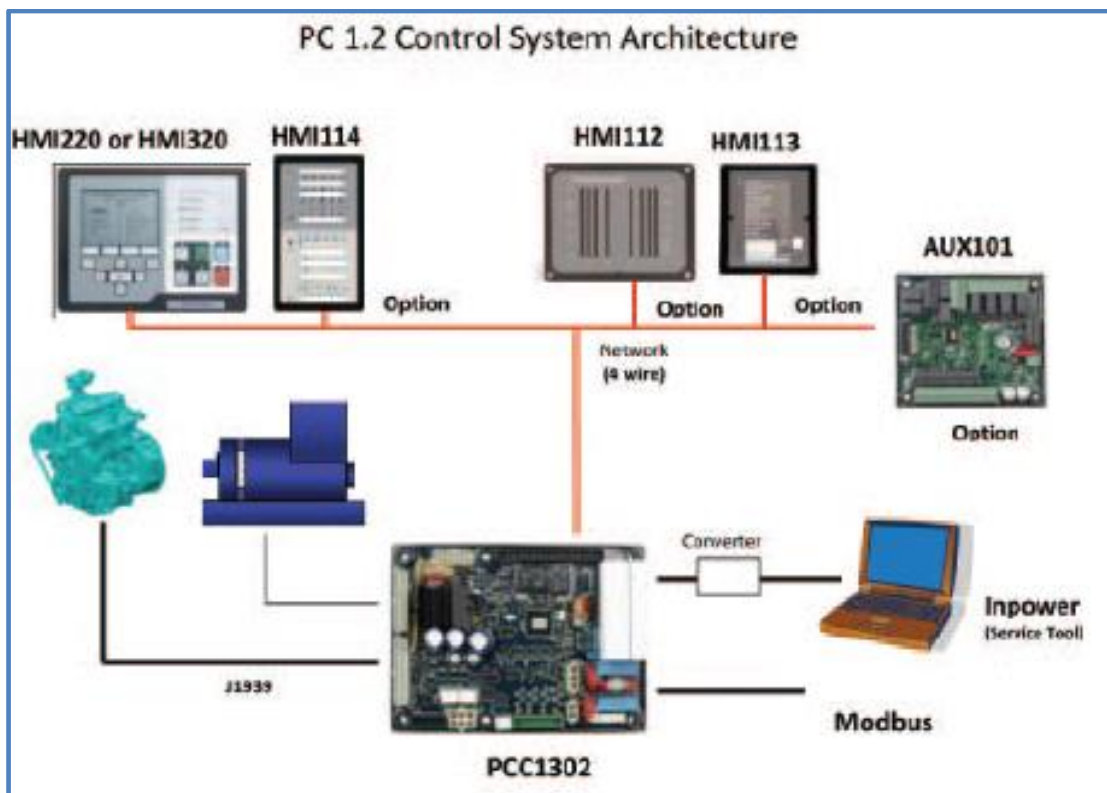 PC 1.2 Control System Architecture
HMI220 or HMI320
HMI114
HMI112
HMI113
AUX101
Option
Option
Option
Network
(4 wire)
Option
Converter
Inpower
(Service Tool)
J1939
Modbus
PCC1302